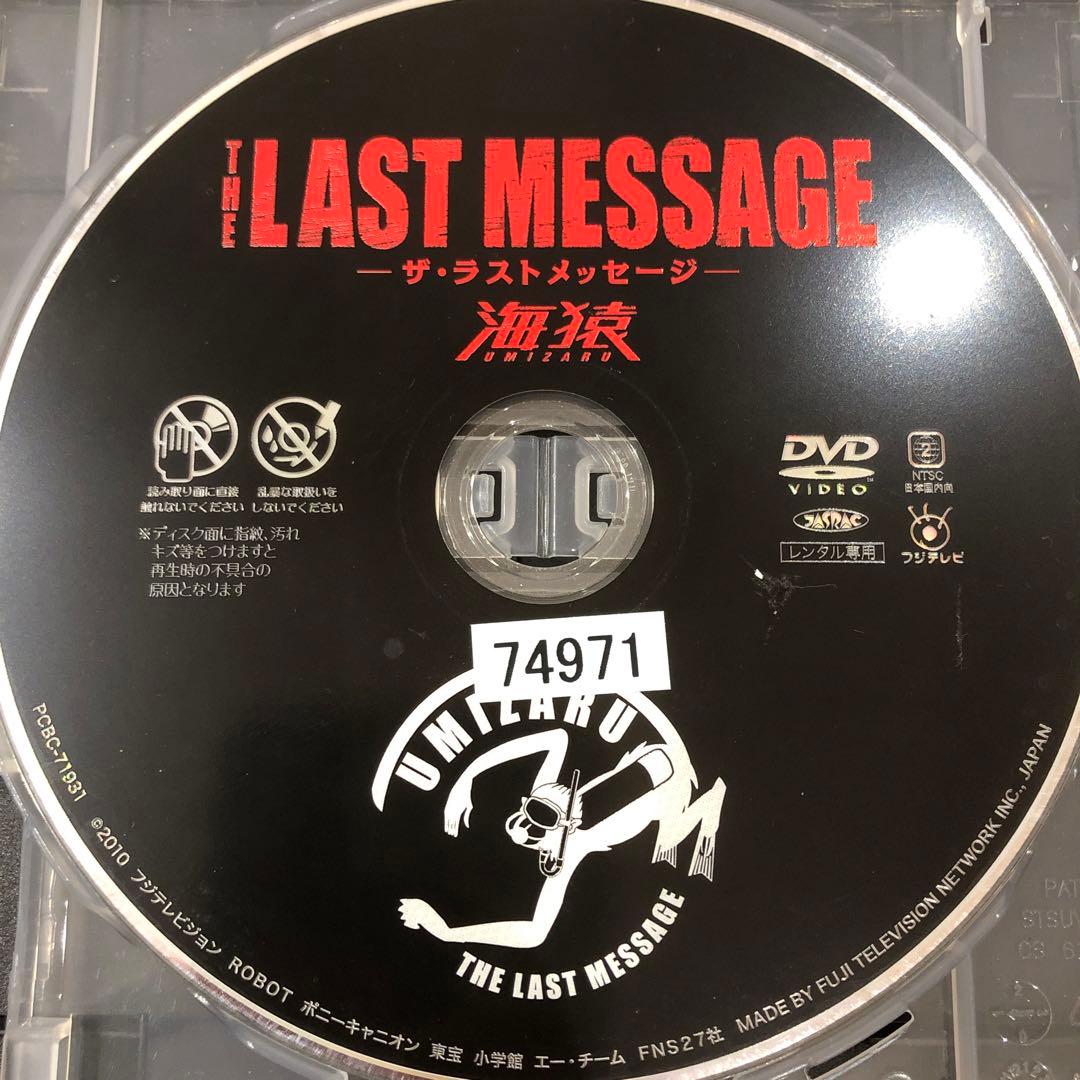 THE LAST MESSAGE
ザ・ラストメッセージ
海猿
UMIZARU
読み取り面に直接
触れないでください
乱暴な取扱いを
しないでください
※ディスク面に指紋、汚れ
キズ等をつけますと
再生時の不具合の
原因となります
DVD
VIDEO
2
NTSC
日本国内向
JASRAC
レンタル専用
フジテレビ
74971
UMIZARU
THE LAST MESSAGE
PCBC-71931 ©2010 フジテレビジョン ROBOT ポニーキャニオン 東宝 小学館 エー・チーム FNS27社 MADE BY FUJI TELEVISION NETWORK INC., JAPAN